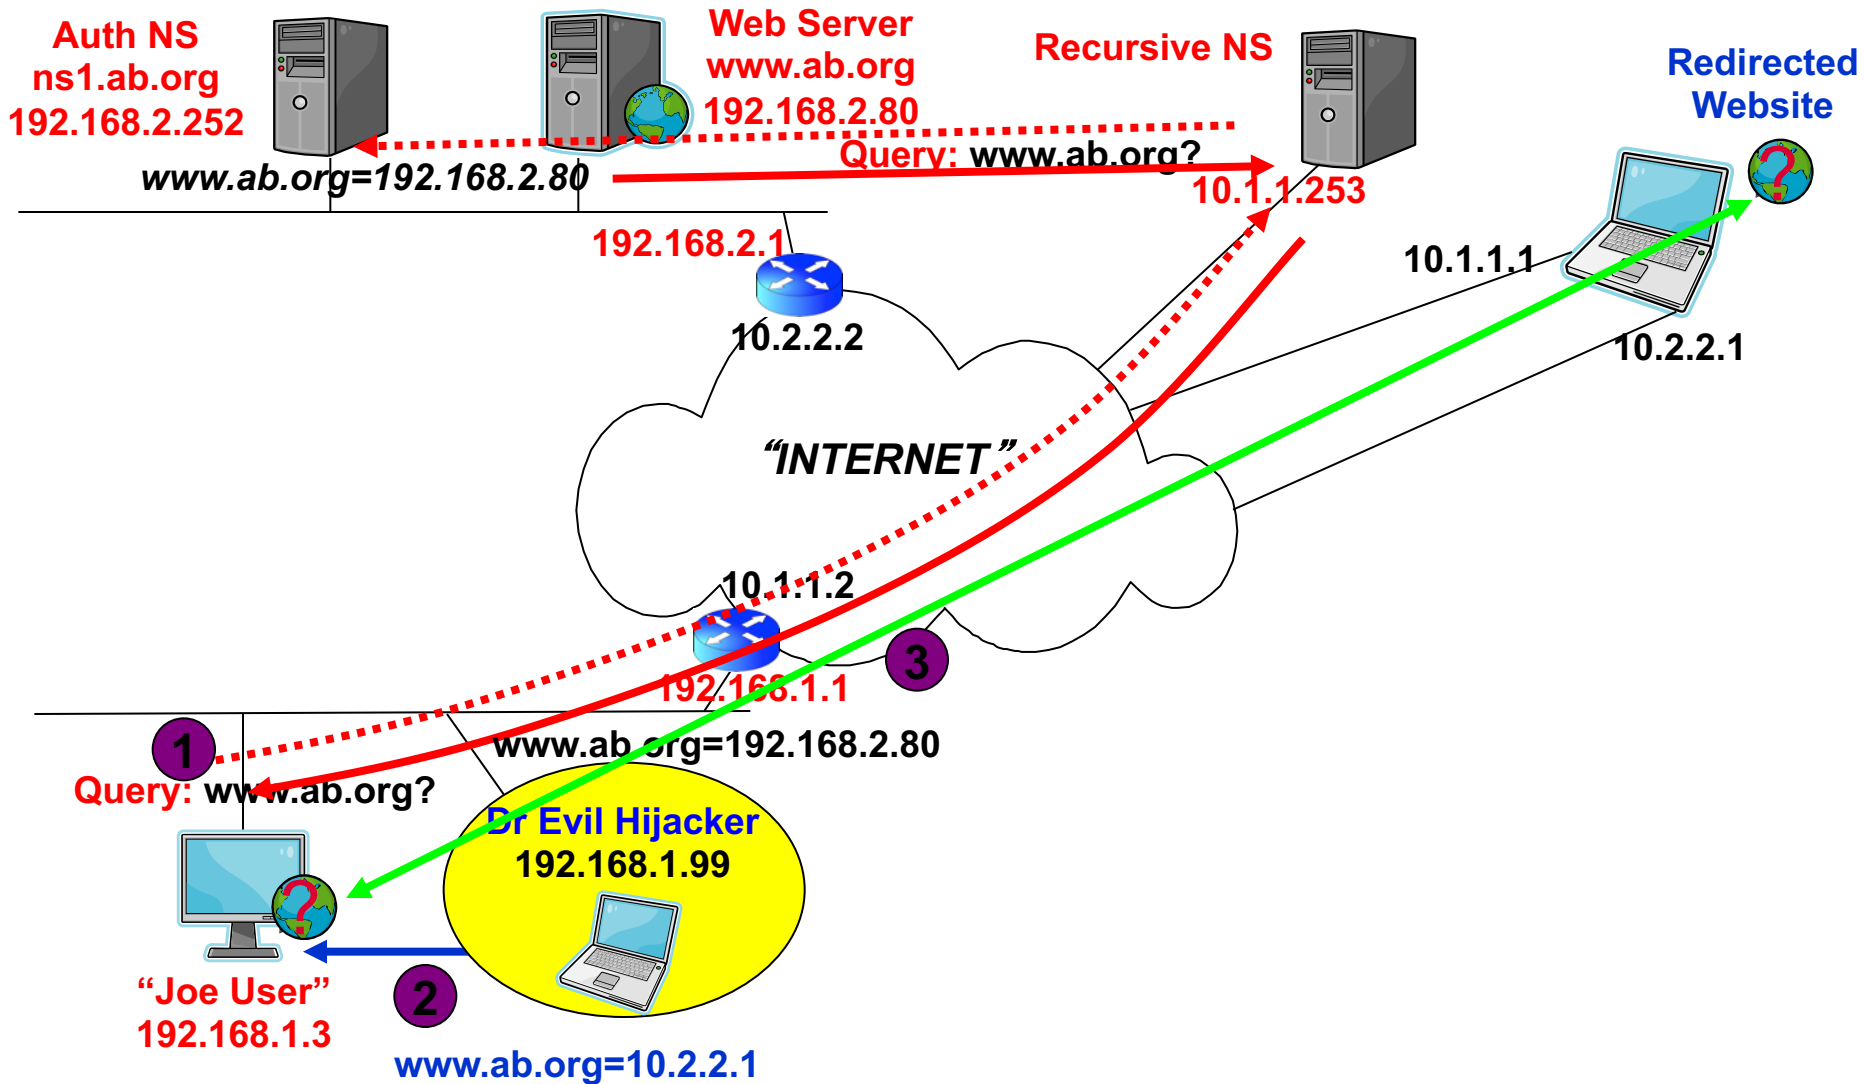 Auth NS
ns1.ab.org
192.168.2.252
Web Server
www.ab.org
192.168.2.80
Recursive NS
Redirected
Website
Query: www.ab.org?
www.ab.org=192.168.2.80
10.1.1.253
192.168.2.1
10.1.1.1
10.2.2.2
10.2.2.1
“INTERNET”
10.1.1.2
3
192.168.1.1
1
www.ab.org=192.168.2.80
Query: www.ab.org?
Dr Evil Hijacker
192.168.1.99
“Joe User”
192.168.1.3
2
www.ab.org=10.2.2.1